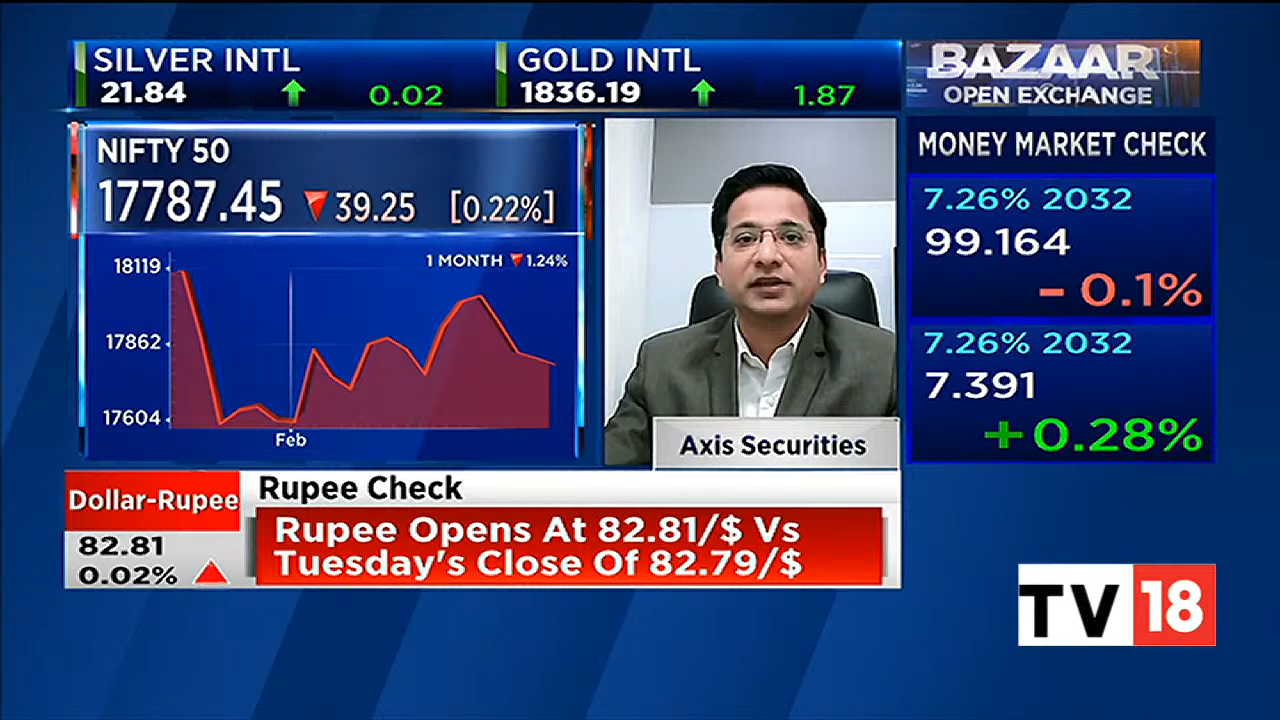 SILVER INTL
21.84 0.02
GOLD INTL
1836.19 1.87
BAZAAR
OPEN EXCHANGE
NIFTY 50
17787.45 39.25 [0.22%]
1 MONTH 1.24%
18119
17862
17604
Feb
Axis Securities
MONEY MARKET CHECK
7.26% 2032
99.164
- 0.1%
7.26% 2032
7.391
+0.28%
Dollar-Rupee
82.81
0.02%
Rupee Check
Rupee Opens At 82.81/$ Vs
Tuesday's Close Of 82.79/$
TV18